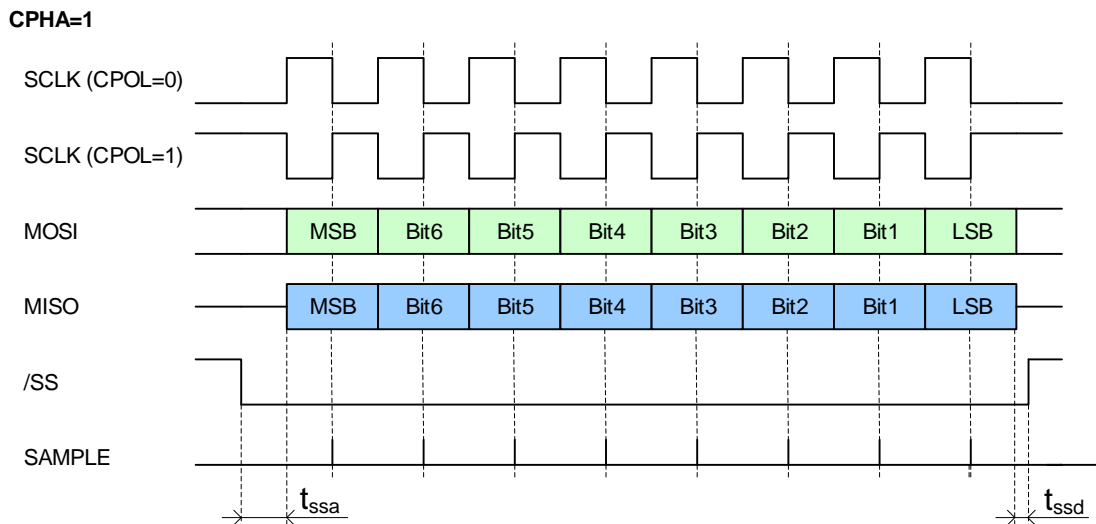 CPHA=1
SCLK (CPOL=0)
SCLK (CPOL=1)
MOSI MSB Bit6 Bit5 Bit4 Bit3 Bit2 Bit1 LSB
MISO MSB Bit6 Bit5 Bit4 Bit3 Bit2 Bit1 LSB
/SS
SAMPLE
tssa tssd